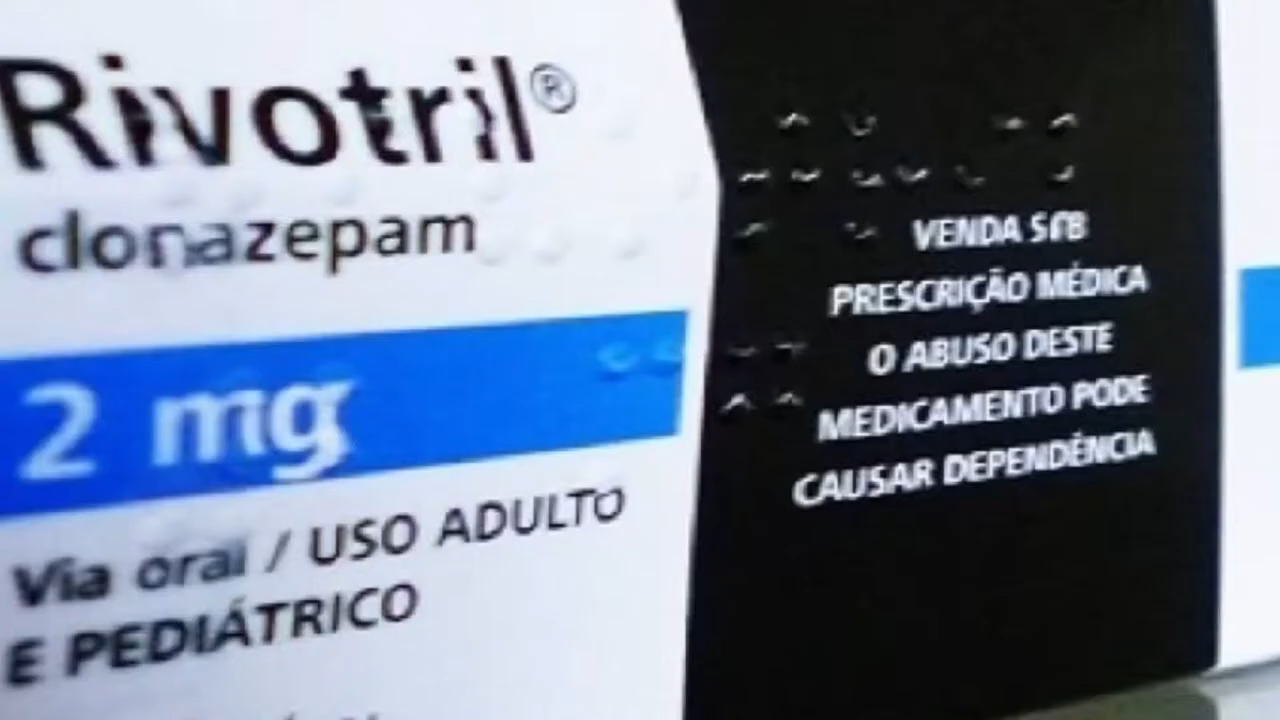 Rivotril®
clonazepam
2 mg
Via oral / USO ADULTO
E PEDIÁTRICO
VENDA SOB
PRESCRIÇÃO MÉDICA
O ABUSO DESTE
MEDICAMENTO PODE
CAUSAR DEPENDÊNCIA